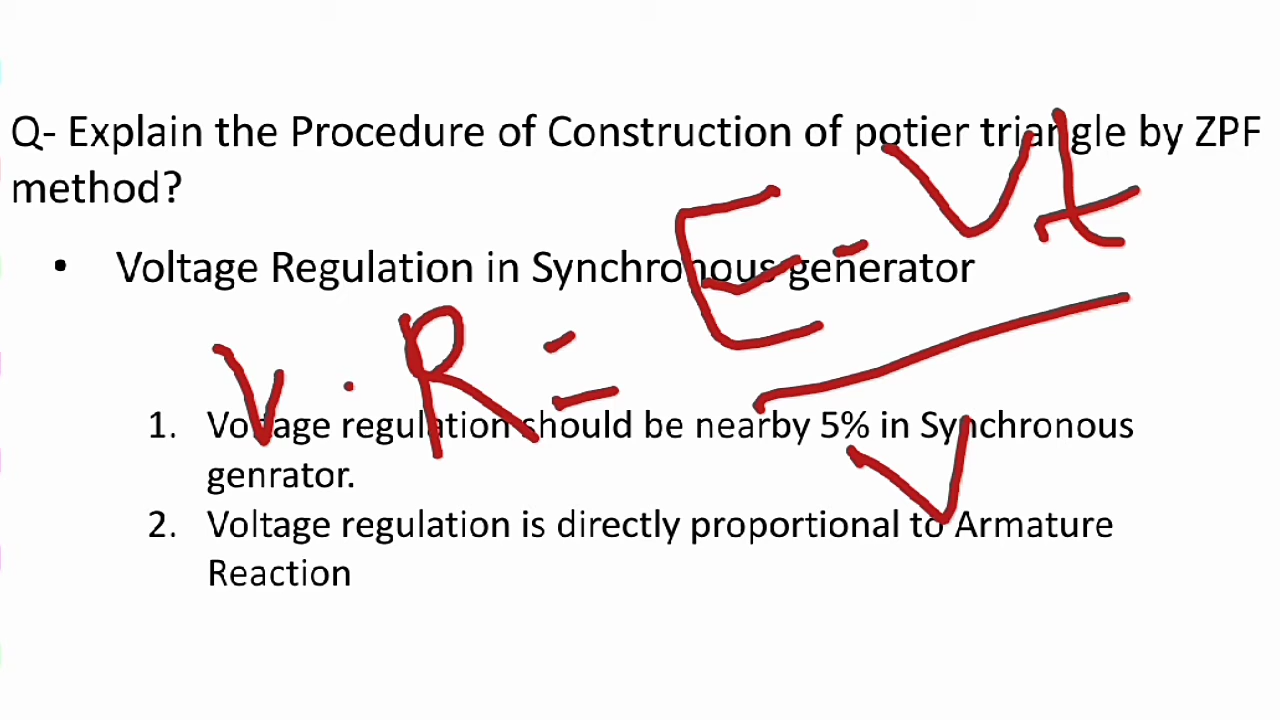 Q- Explain the Procedure of Construction of potier triangle by ZPF
method?
• Voltage Regulation in Synchronous generator
V . R = E - Vt
V
1. Voltage regulation should be nearby 5% in Synchronous
genrator.
2. Voltage regulation is directly proportional to Armature
Reaction